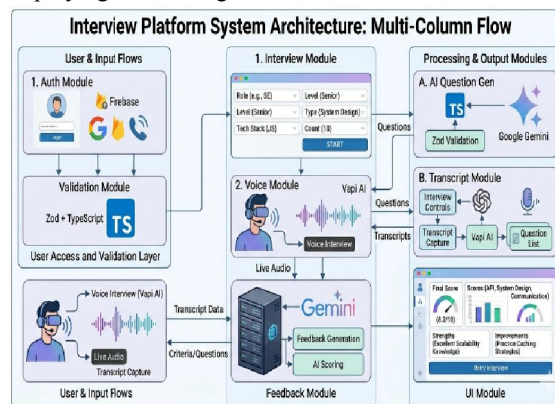 Interview Platform System Architecture: Multi-Column Flow
User & Input Flows
1. Auth Module
Firebase
Login
Validation Module
Zod + TypeScript
TS
User Access and Validation Layer
1. Interview Module
Role (e.g., SE)
Level (Senior)
Level (Senior)
Type (System Design)
Tech Stack (JS)
Count (10)
START
2. Voice Module
Vapi AI
Voice Interview
Live Audio
Processing & Output Modules
A. AI Question Gen
TS
Zod Validation
Google Gemini
Questions
B. Transcript Module
Interview
Controls
Transcript
Capture
Vapi AI
Question
List
Questions
Transcripts
Voice Interview (Vapi AI)
Live Audio
Transcript Capture
User & Input Flows
Transcript Data
Criteria/Questions
Gemini
Feedback Generation
AI Scoring
Feedback Module
Final Score
(8.2/10)
Scores (API, System Design,
Communication)
Strengths
(Excellent Scalability
Knowledge)
Improvements
(Practice Caching
Strategies)
Retry Interview
UI Module